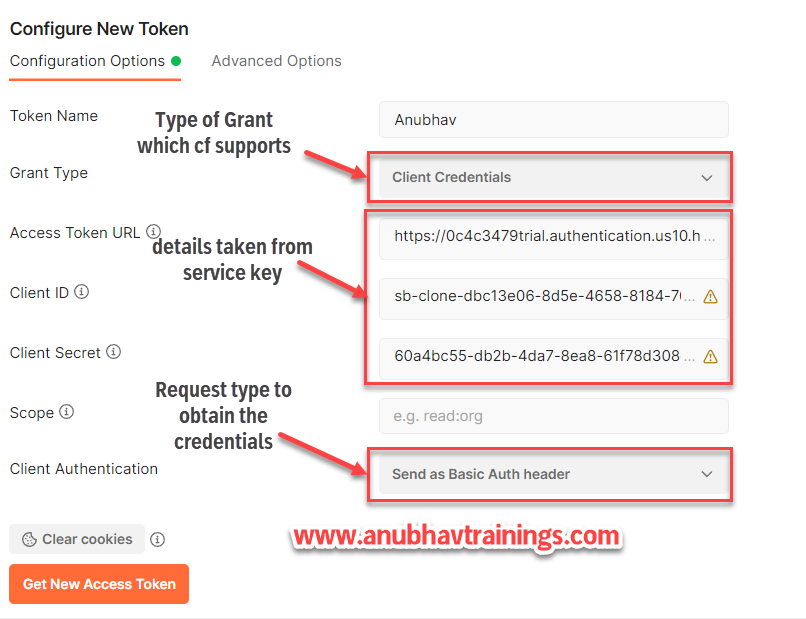 Configure New Token
Configuration Options
Advanced Options
Token Name
Type of Grant
which cf supports
Anubhav
Grant Type
Client Credentials
Access Token URL
details taken from
service key
https://0c4c3479trial.authentication.us10.h...
Client ID
sb-clone-dbc13e06-8d5e-4658-8184-7...
Client Secret
60a4bc55-db2b-4da7-8ea8-61f78d308...
Request type to
obtain the
credentials
Scope
e.g. read:org
Client Authentication
Send as Basic Auth header
Clear cookies
www.anubhavtrainings.com
Get New Access Token